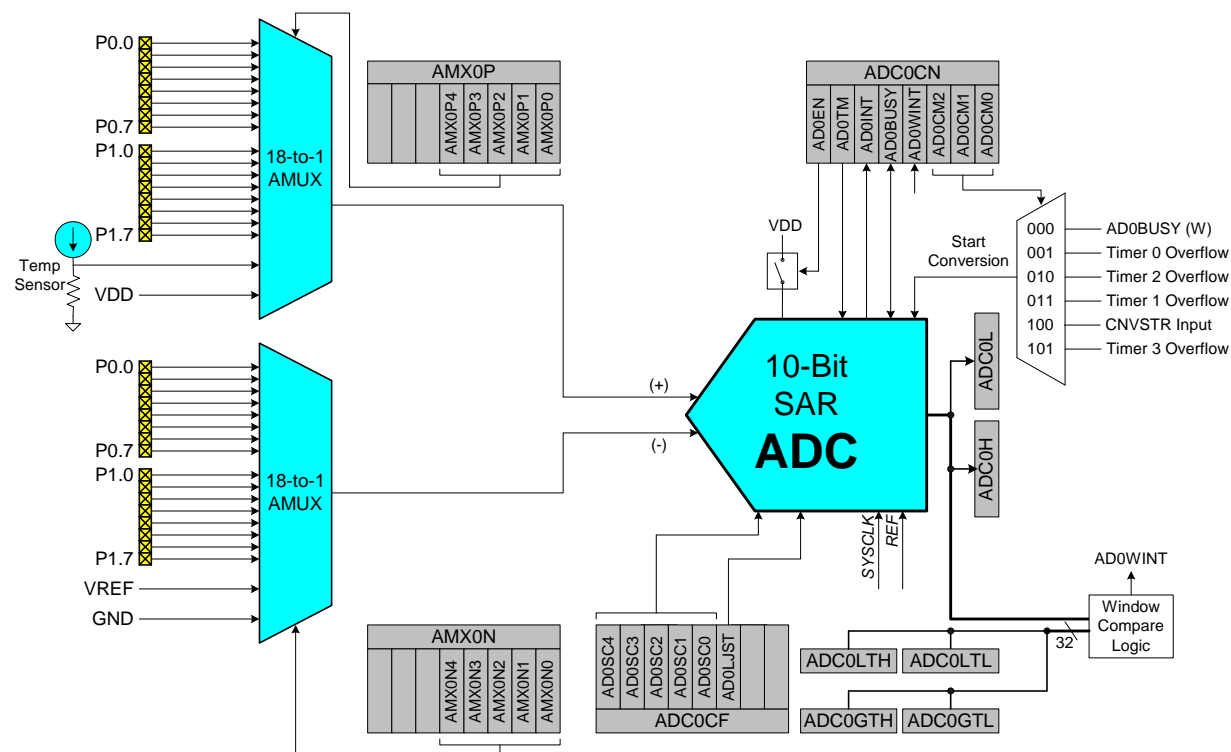 P0.0
P0.7
P1.0
P1.7
18-to-1
AMUX
Temp
Sensor
VDD
AMX0P
AMX0P4
AMX0P3
AMX0P2
AMX0P1
AMX0P0
ADC0CN
AD0EN
AD0TM
AD0INT
AD0BUSY
AD0WINT
AD0CM2
AD0CM1
AD0CM0
VDD
Start
Conversion
000
AD0BUSY (W)
001
Timer 0 Overflow
010
Timer 2 Overflow
011
Timer 1 Overflow
100
CNVSTR Input
101
Timer 3 Overflow
P0.0
P0.7
P1.0
P1.7
18-to-1
AMUX
VREF
GND
(+)
(-)
10-Bit
SAR
ADC
ADC0L
ADC0H
SYSCLK
REF
AMX0N
AMX0N4
AMX0N3
AMX0N2
AMX0N1
AMX0N0
AD0SC4
AD0SC3
AD0SC2
AD0SC1
AD0SC0
AD0LJST
ADC0CF
AD0WINT
Window
Compare
Logic
32
ADC0LTH
ADC0LTL
ADC0GTH
ADC0GTL